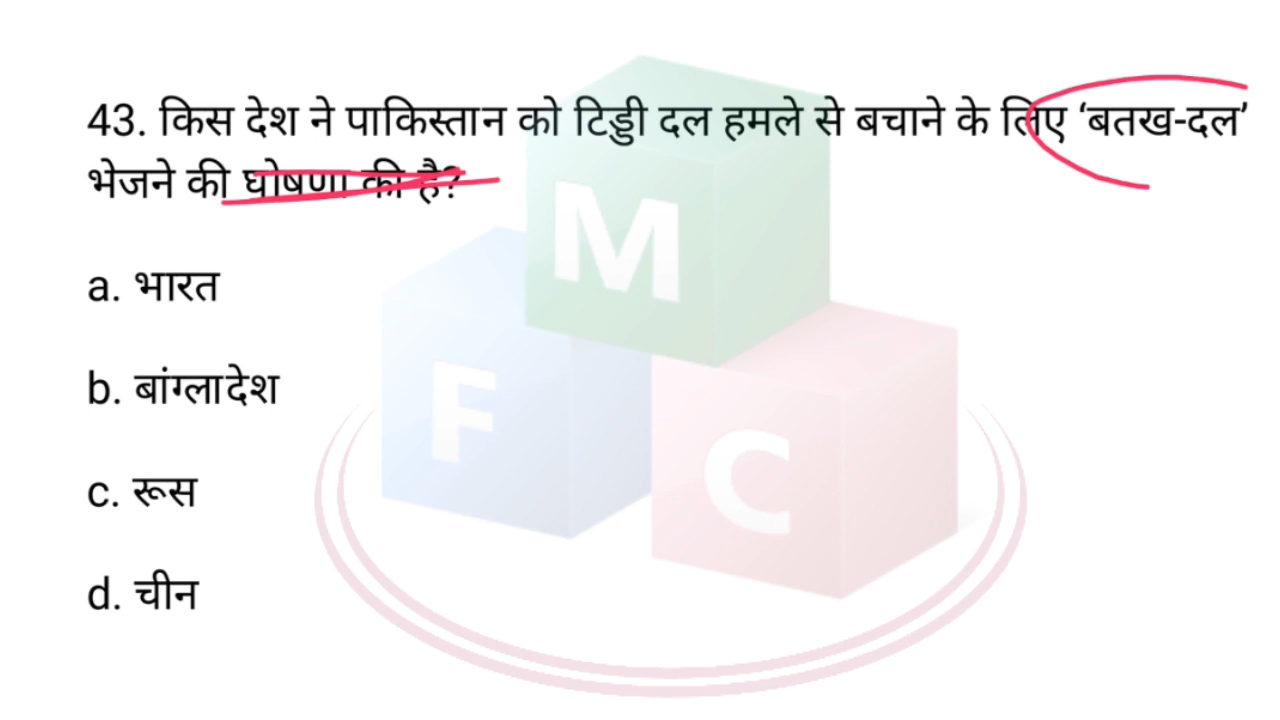 43. किस देश ने पाकिस्तान को टिड्डी दल हमले से बचाने के लिए ‘बतख-दल’
भेजने की घोषणा की है?
a. भारत
M
b. बांग्लादेश
F
C
c. रूस
d. चीन